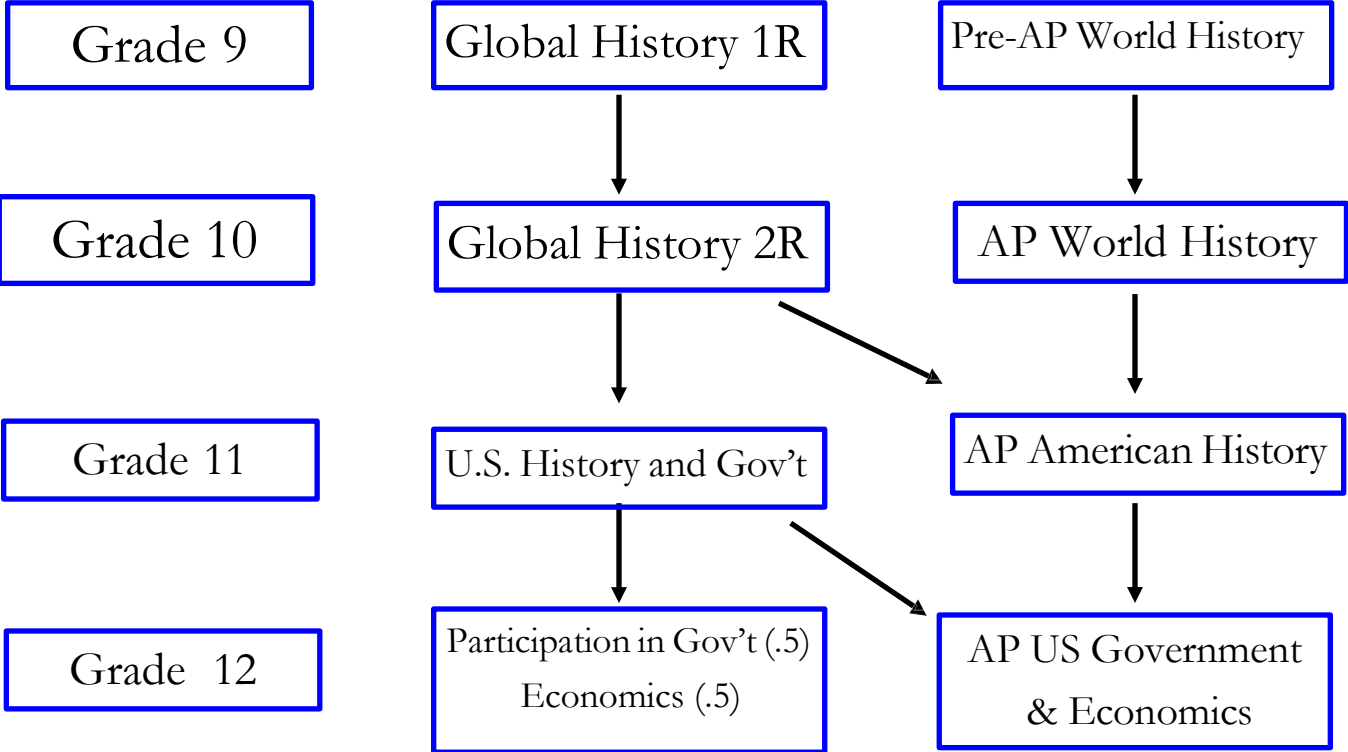 Grade 9
Global History 1R
Pre-AP World History
Grade 10
Global History 2R
AP World History
Grade 11
U.S. History and Gov’t
AP American History
Grade 12
Participation in Gov’t (.5)
Economics (.5)
AP US Government
& Economics